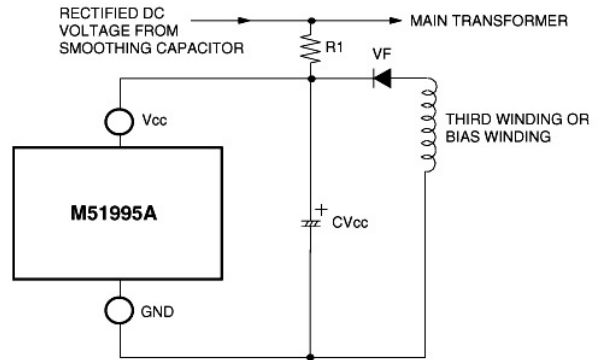 RECTIFIED DC
VOLTAGE FROM
SMOOTHING CAPACITOR
MAIN TRANSFORMER
R1
VF
Vcc
THIRD WINDING OR
BIAS WINDING
M51995A
+
CVcc
GND